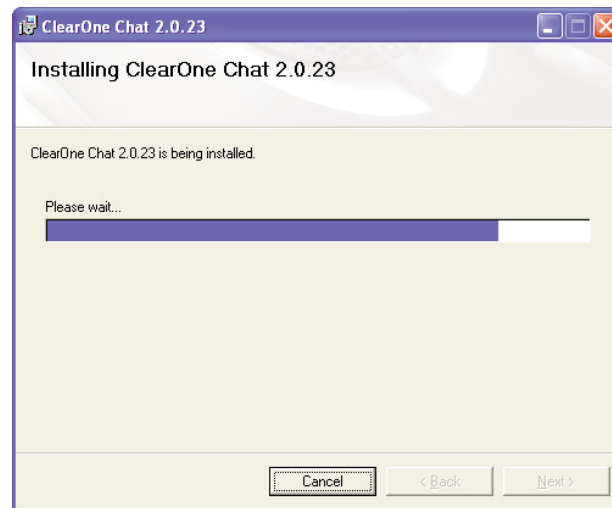 ClearOne Chat 2.0.23
Installing ClearOne Chat 2.0.23
ClearOne Chat 2.0.23 is being installed.
Please wait...
Cancel < Back Next >